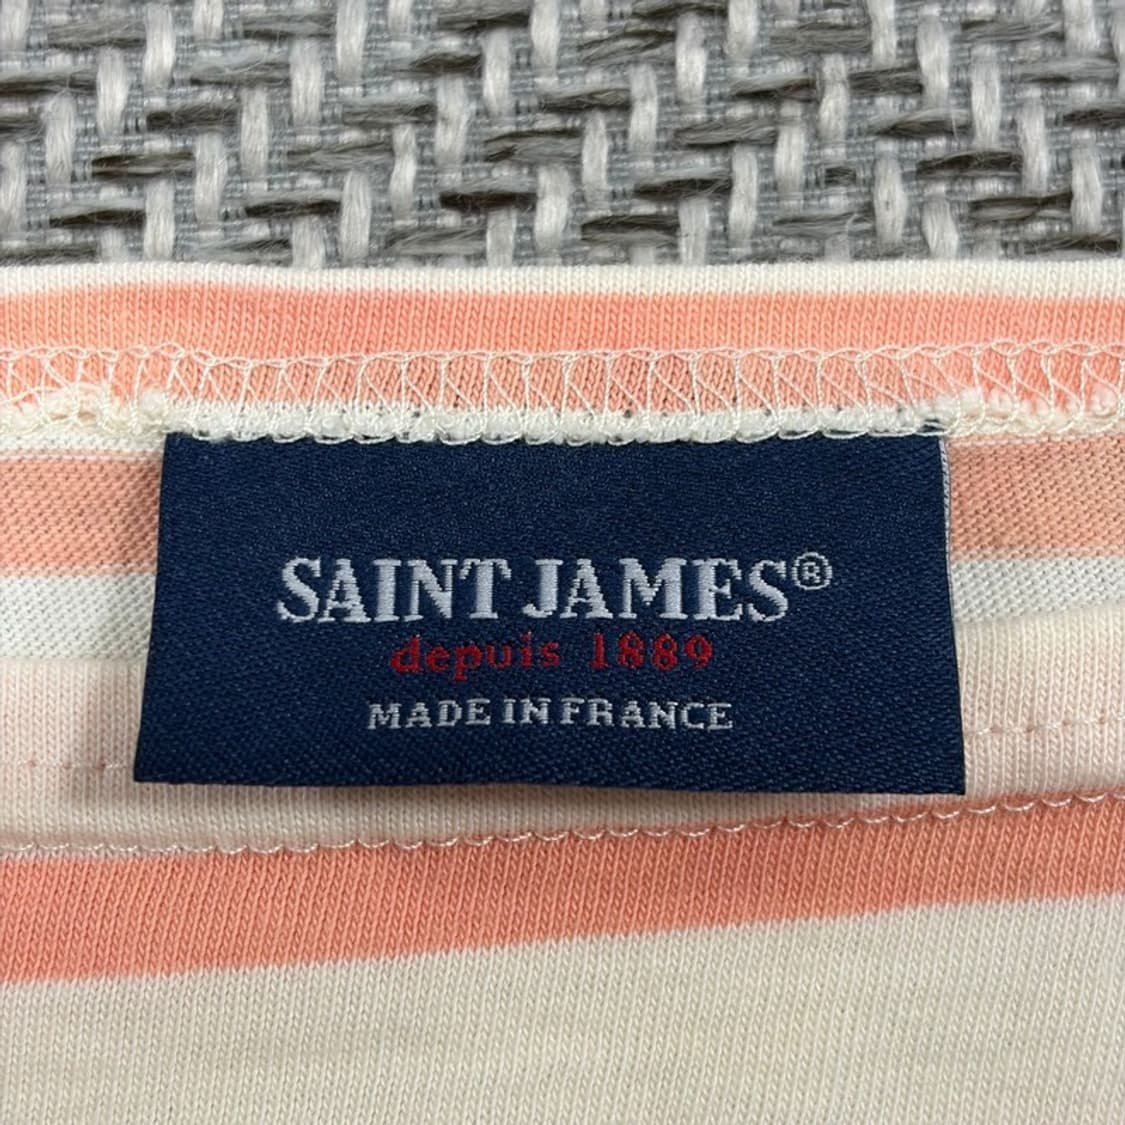 SAINT JAMES®
depuis 1889
MADE IN FRANCE